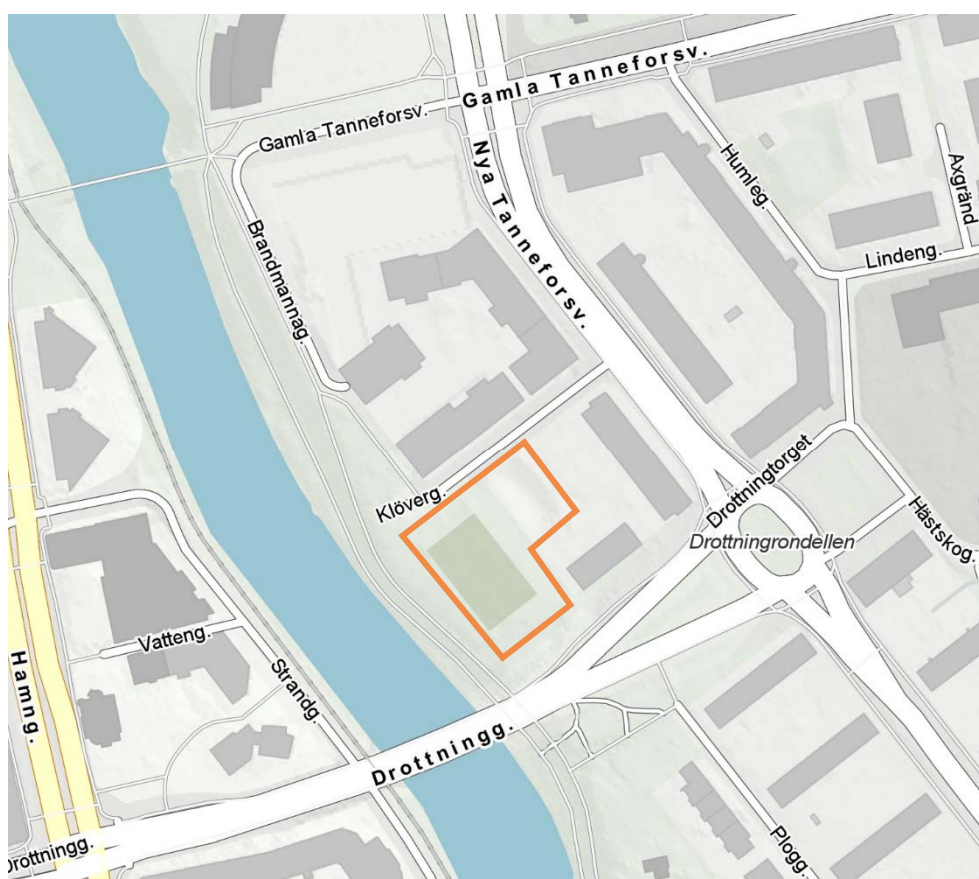 Gamla Tanneforsv.
Gamla Tanneforsv.
Nya Tanneforsv.
Humleg.
Axgränd
Lindeng.
Brandmannag.
Klöverg.
Drottningtorget
Drottningrondellen
Hästskog.
Vatteng.
Strandg.
Hamng.
Drottningg.
Drottningg.
Plogg.